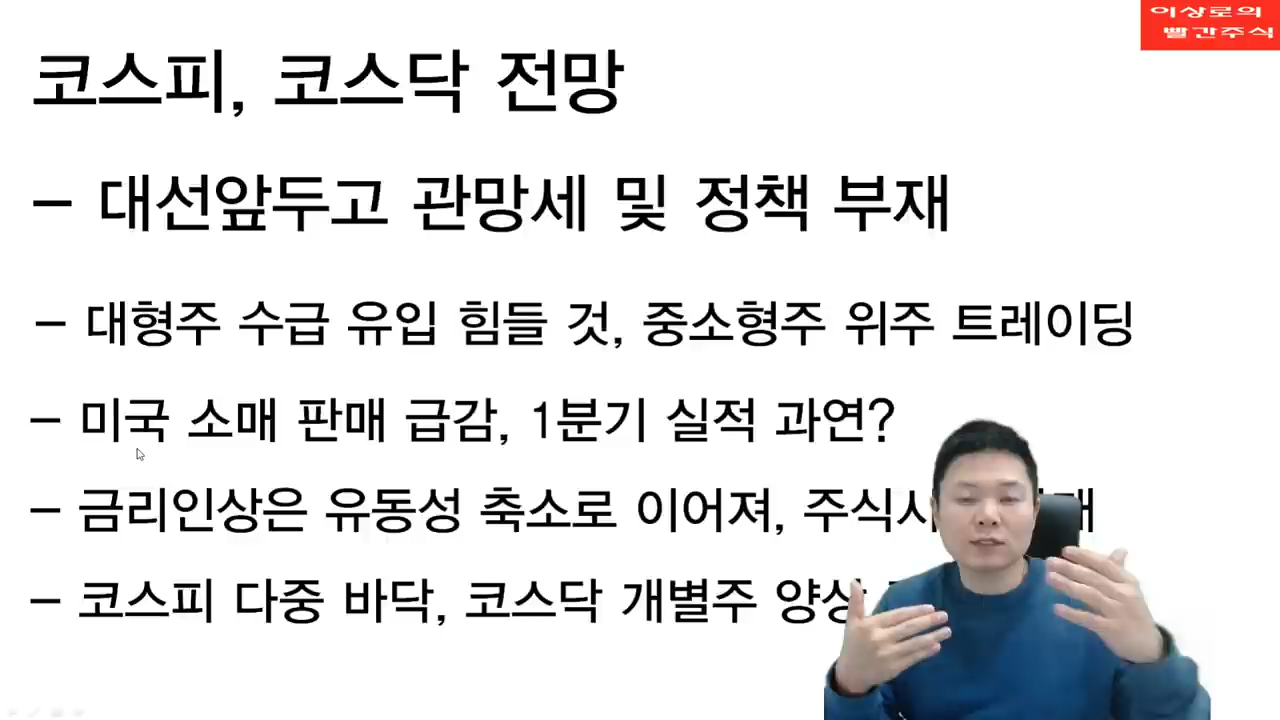 이상로의
빨간주식
코스피, 코스닥 전망
- 대선앞두고 관망세 및 정책 부재
- 대형주 수급 유입 힘들 것, 중소형주 위주 트레이딩
- 미국 소매 판매 급감, 1분기 실적 과연?
- 금리인상은 유동성 축소로 이어져,
- 코스피 다중 바닥, 코스닥 개별주 양상